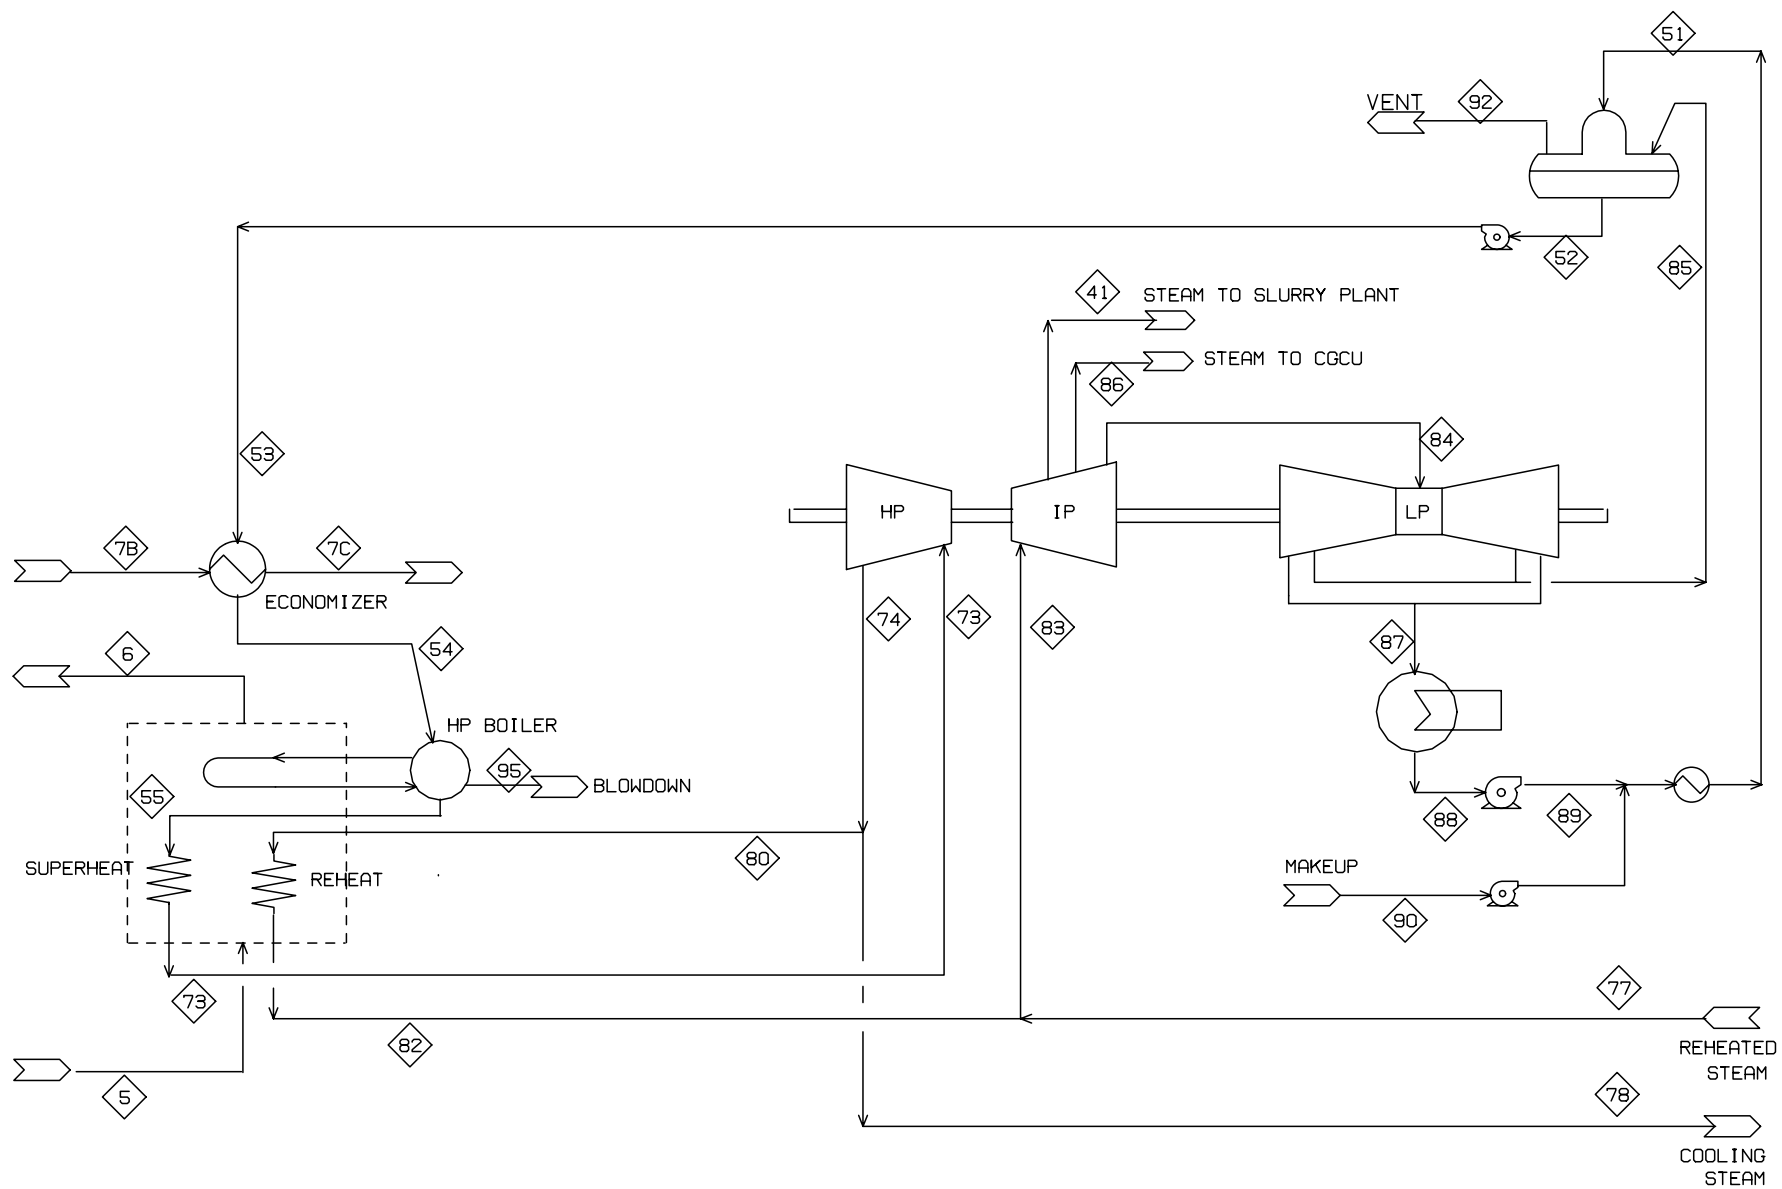 51
VENT
92
52
85
41
STEAM TO SLURRY PLANT
STEAM TO CGCU
86
84
53
HP
IP
LP
7B
7C
ECONOMIZER
74
73
83
87
6
54
HP BOILER
95
BLOWDOWN
55
88
89
80
SUPERHEAT
REHEAT
MAKEUP
90
73
77
82
REHEATED
STEAM
5
78
COOLING
STEAM